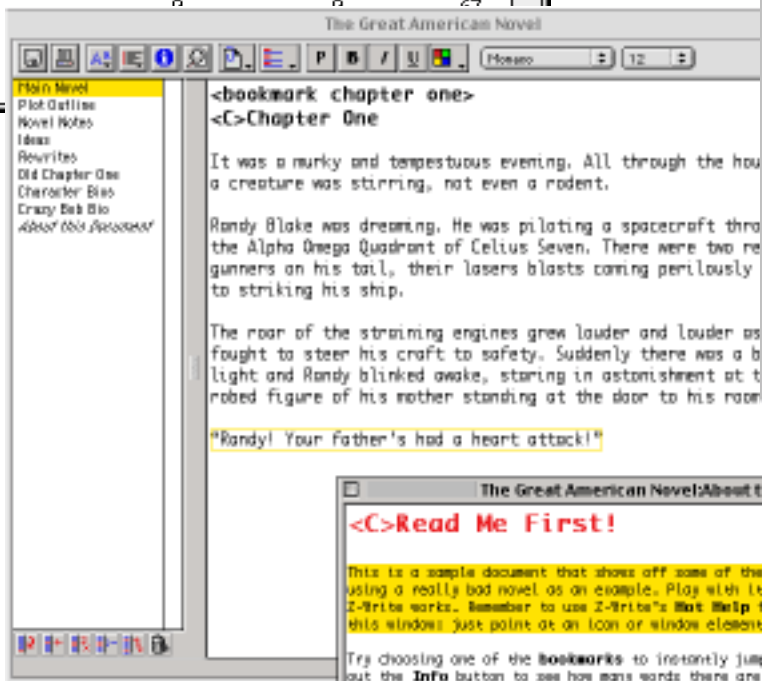 67
The Great American Novel
P B I U Monaco 12
Main Novel
Plot Outline
Novel Notes
Ideas
Rewrites
Old Chapter One
Character Bios
Crazy Bob Bio
About this Document
<bookmark chapter one>
<C>Chapter One
It was a murky and tempestuous evening. All through the hou
a creature was stirring, not even a rodent.
Randy Blake was dreaming. He was piloting a spacecraft thro
the Alpha Omega Quadrant of Celius Seven. There were two re
gunners on his tail, their lasers blasts coming perilously
to striking his ship.
The roar of the straining engines grew louder and louder as
fought to steer his craft to safety. Suddenly there was a b
light and Randy blinked awake, staring in astonishment at t
robed figure of his mother standing at the door to his room
"Randy! Your father's had a heart attack!"
The Great American Novel:About t
<C>Read Me First!
This is a sample document that shows off some of the
using a really bad novel as an example. Play with it
Z-Write works. Remember to use Z-Write's Hot Help
this window: just point at an icon or window element
Try choosing one of the bookmarks to instantly jump
out the Info button to see how many words there are